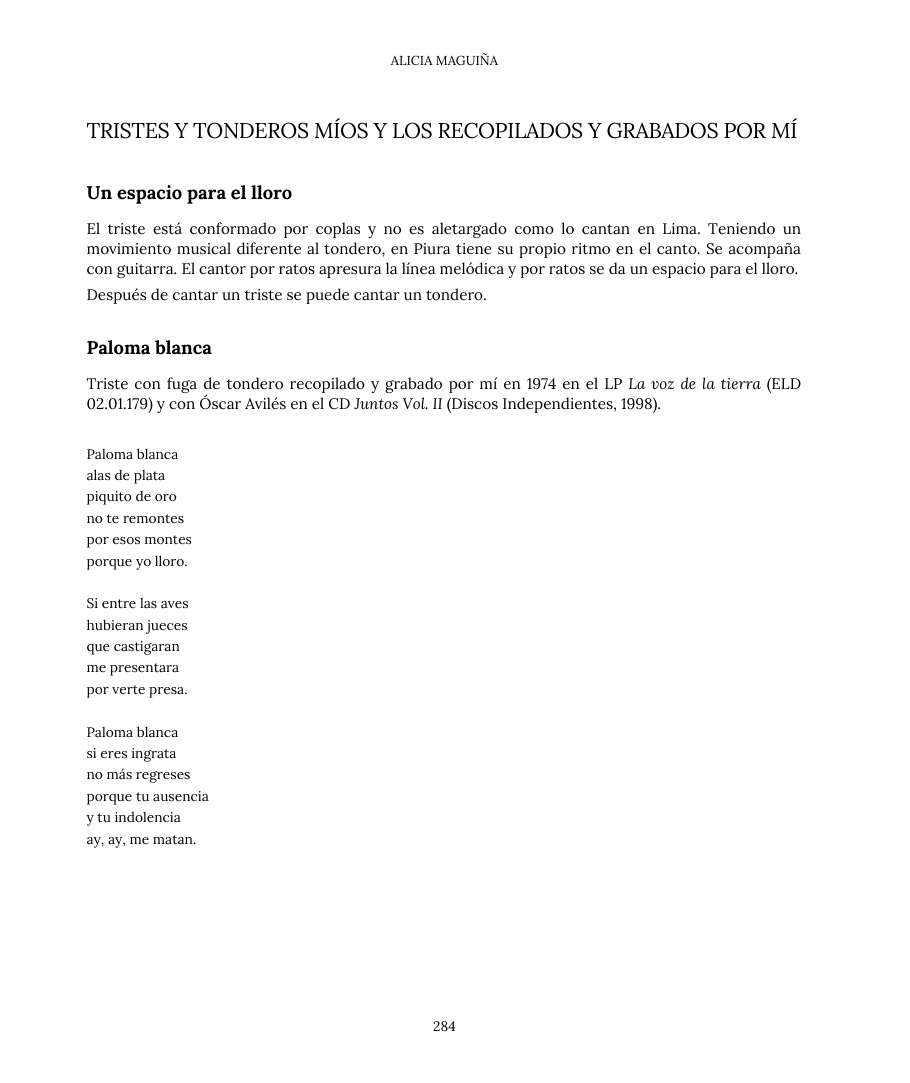 ALICIA MAGUIÑA
TRISTES Y TONDEROS MÍOS Y LOS RECOPILADOS Y GRABADOS POR MÍ
Un espacio para el lloro
El triste está conformado por coplas y no es aletargado como lo cantan en Lima. Teniendo un
movimiento musical diferente al tondero, en Piura tiene su propio ritmo en el canto. Se acompaña
con guitarra. El cantor por ratos apresura la línea melódica y por ratos se da un espacio para el lloro.
Después de cantar un triste se puede cantar un tondero.
Paloma blanca
Triste con fuga de tondero recopilado y grabado por mí en 1974 en el LP La voz de la tierra (ELD
02.01.179) y con Óscar Avilés en el CD Juntos Vol. II (Discos Independientes, 1998).
Paloma blanca
alas de plata
piquito de oro
no te remontes
por esos montes
porque yo lloro.
Si entre las aves
hubieran jueces
que castigaran
me presentara
por verte presa.
Paloma blanca
si eres ingrata
no más regreses
porque tu ausencia
y tu indolencia
ay, ay, me matan.
284